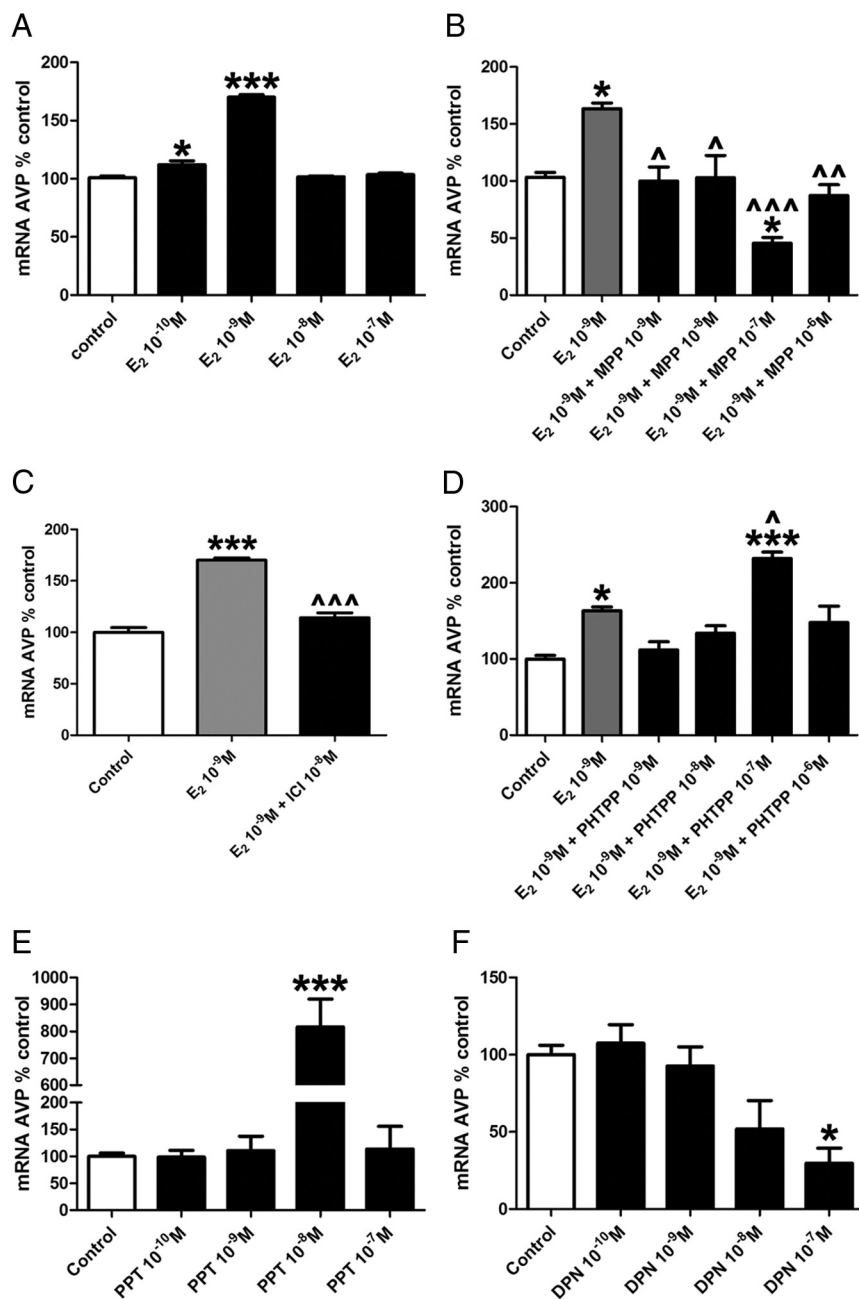 A
mRNA AVP % control
200
150
100
50
0
***
*
control
E₂ 10⁻¹⁰M
E₂ 10⁻⁹M
E₂ 10⁻⁸M
E₂ 10⁻⁷M
B
mRNA AVP % control
200
150
100
50
0
*
^
^
^^^
*
^^
Control
E₂ 10⁻⁹M
E₂ 10⁻⁹M + MPP 10⁻⁹M
E₂ 10⁻⁹M + MPP 10⁻⁸M
E₂ 10⁻⁹M + MPP 10⁻⁷M
E₂ 10⁻⁹M + MPP 10⁻⁶M
C
mRNA AVP % control
200
150
100
50
0
***
^^^
Control
E₂ 10⁻⁹M
E₂ 10⁻⁹M + ICI 10⁻⁸M
D
mRNA AVP % control
300
200
100
0
*
^
***
Control
E₂ 10⁻⁹M
E₂ 10⁻⁹M + PHTPP 10⁻⁹M
E₂ 10⁻⁹M + PHTPP 10⁻⁸M
E₂ 10⁻⁹M + PHTPP 10⁻⁷M
E₂ 10⁻⁹M + PHTPP 10⁻⁶M
E
mRNA AVP % control
1000
900
800
700
600
200
150
100
50
0
***
Control
PPT 10⁻¹⁰M
PPT 10⁻⁹M
PPT 10⁻⁸M
PPT 10⁻⁷M
F
mRNA AVP % control
150
100
50
0
*
Control
DPN 10⁻¹⁰M
DPN 10⁻⁹M
DPN 10⁻⁸M
DPN 10⁻⁷M